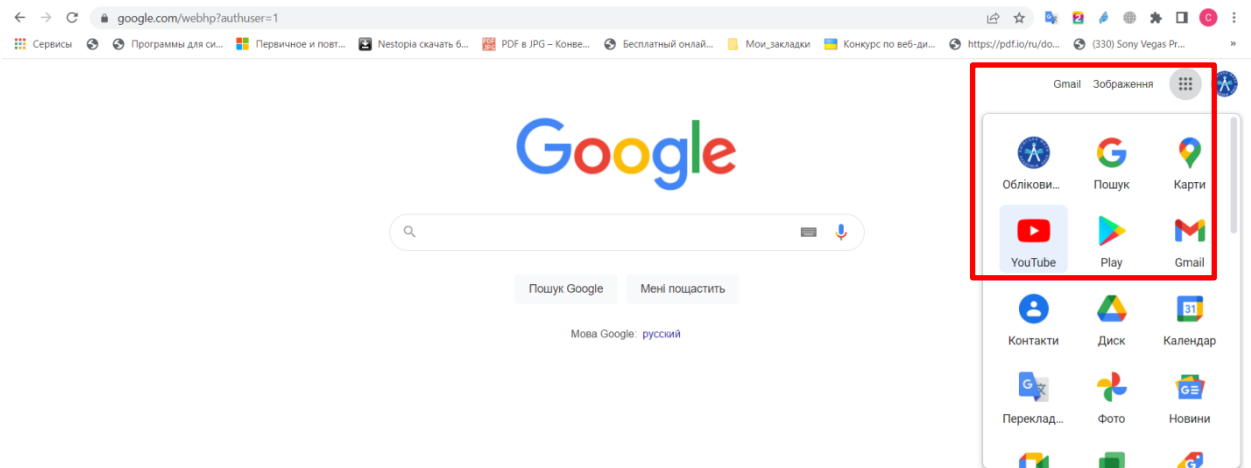 google.com/webhp?authuser=1
Сервисы Программы для си... Первичное и повт... Nestopia скачать б... PDF в JPG – Конве... Бесплатный онлай... Мои_закладки Конкурс по веб-ди... https://pdf.io/ru/do... (330) Sony Vegas Pr... »
Gmail Зображення
Google
Облікови... Пошук Карти
YouTube Play Gmail
Пошук Google Мені пощастить
Мова Google: русский
Контакти Диск Календар
Переклад... Фото Новини